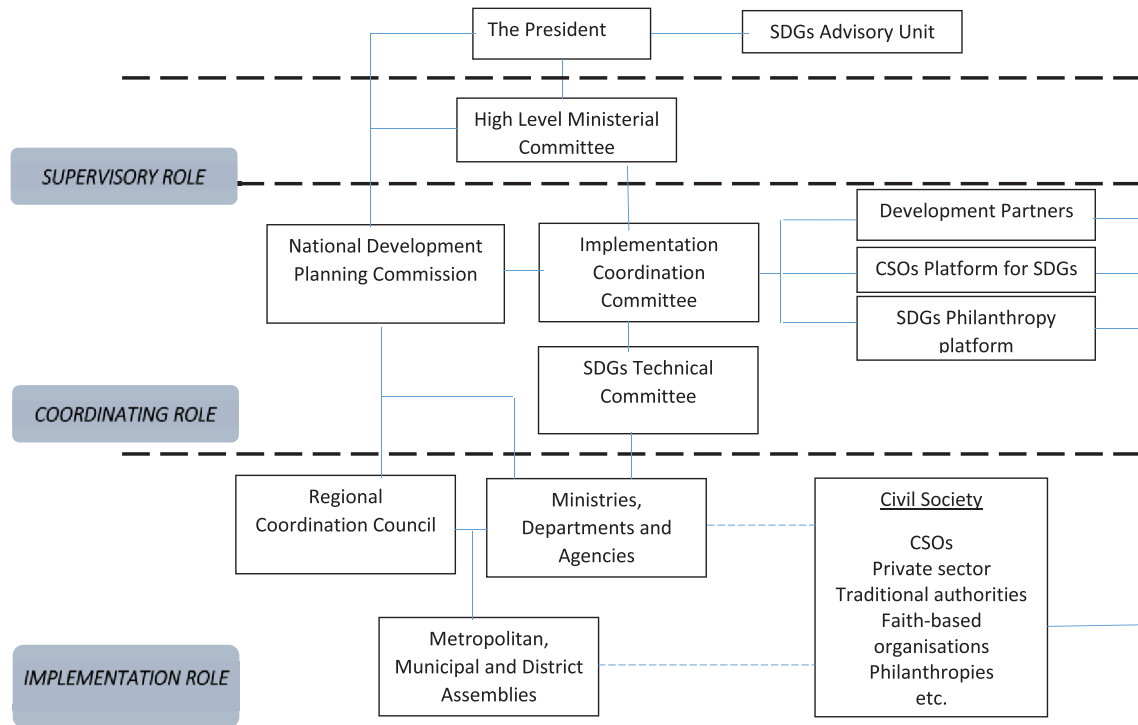 The President
SDGs Advisory Unit
High Level Ministerial
Committee
SUPERVISORY ROLE
National Development
Planning Commission
Implementation
Coordination
Committee
Development Partners
CSOs Platform for SDGs
SDGs Philanthropy
platform
SDGs Technical
Committee
COORDINATING ROLE
Regional
Coordination Council
Ministries,
Departments and
Agencies
Civil Society
CSOs
Private sector
Traditional authorities
Faith-based
organisations
Philanthropies
etc.
Metropolitan,
Municipal and District
Assemblies
IMPLEMENTATION ROLE